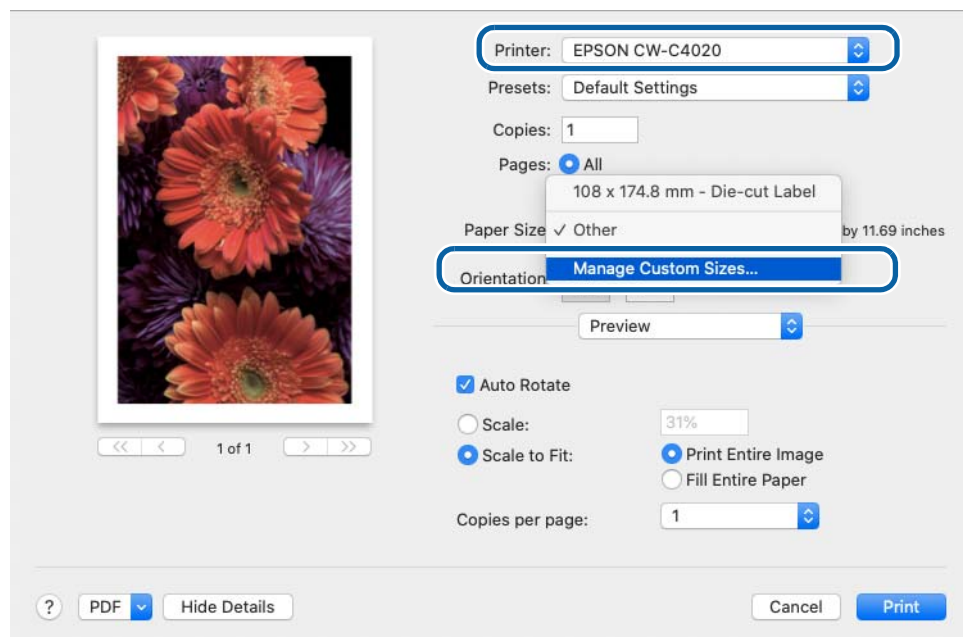 Printer: EPSON CW-C4020
Presets: Default Settings
Copies: 1
Pages: All
108 x 174.8 mm - Die-cut Label
Paper Size ✓ Other by 11.69 inches
Manage Custom Sizes...
Orientation
Preview
Auto Rotate
Scale: 31%
Scale to Fit: Print Entire Image
Fill Entire Paper
Copies per page: 1
<< < 1 of 1 > >>
? PDF Hide Details Cancel Print